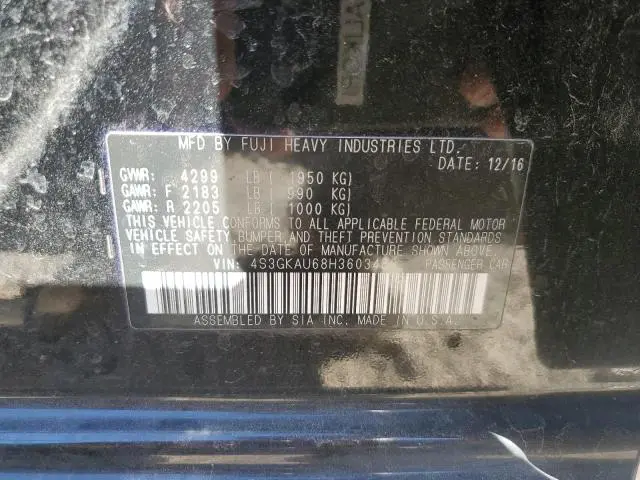 MFD BY FUJI HEAVY INDUSTRIES LTD.
DATE: 12/16
GVWR: 4299 LB ( 1950 KG)
GAWR: F 2183 LB ( 990 KG)
GAWR: R 2205 LB ( 1000 KG)
THIS VEHICLE CONFORMS TO ALL APPLICABLE FEDERAL MOTOR
VEHICLE SAFETY, BUMPER AND THEFT PREVENTION STANDARDS
IN EFFECT ON THE DATE OF MANUFACTURE SHOWN ABOVE.
VIN: PASSENGER CAR
ASSEMBLED BY SIA INC. MADE IN U.S.A.